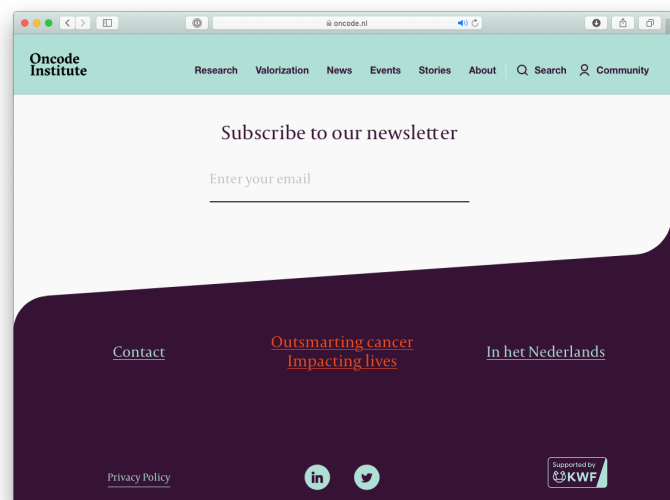 oncode.nl
Oncode
Institute
Research Valorization News Events Stories About Search Community
Subscribe to our newsletter
Enter your email
Contact
Outsmarting cancer
Impacting lives
In het Nederlands
Privacy Policy
in
Supported by
KWF